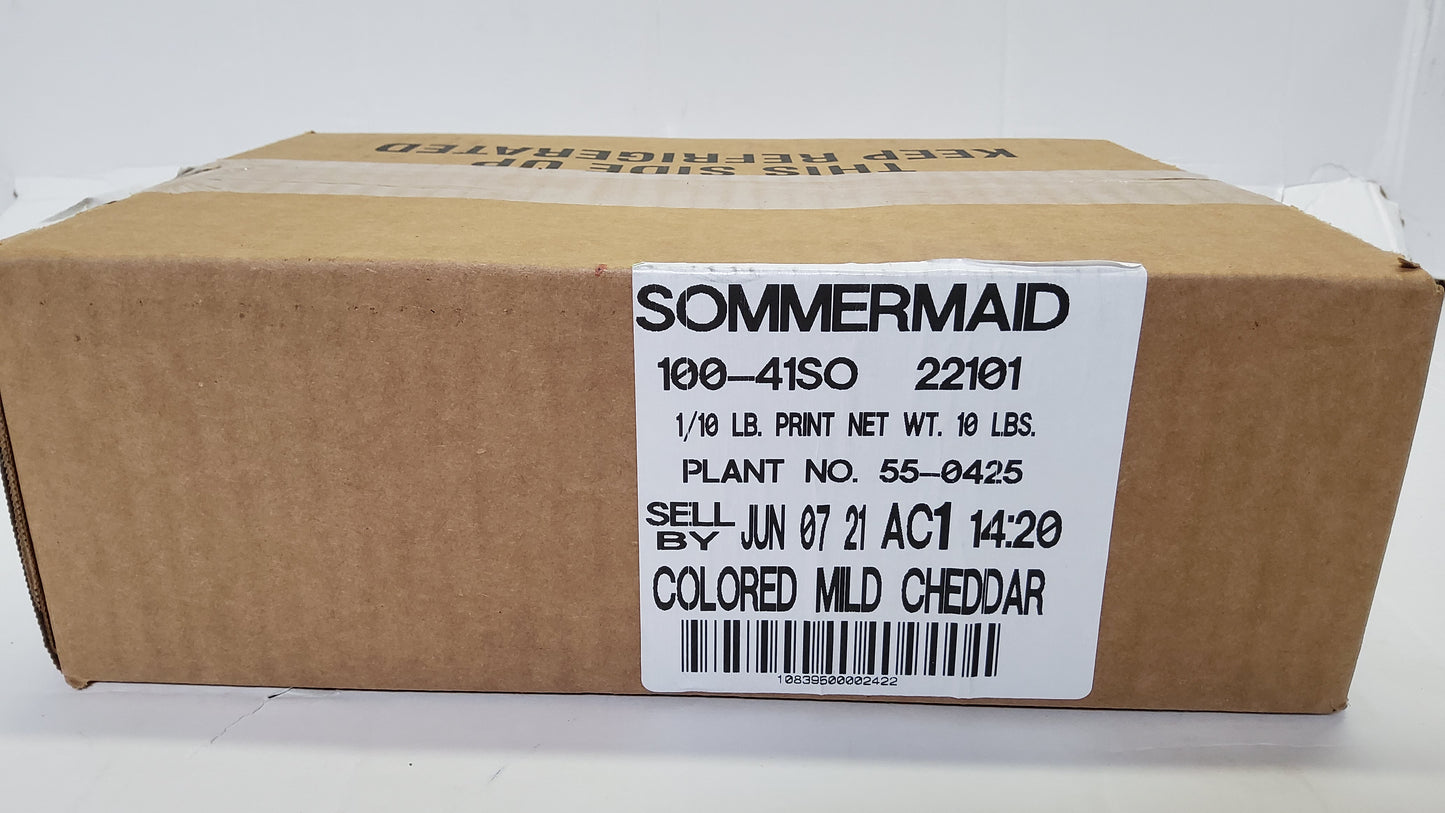 THIS SIDE UP
KEEP REFRIGERATED
SOMMERMAID
100-41SO 22101
1/10 LB. PRINT NET WT. 10 LBS.
PLANT NO. 55-0425
SELL BY JUN 07 21 AC1 14:20
COLORED MILD CHEDDAR
10839500002422